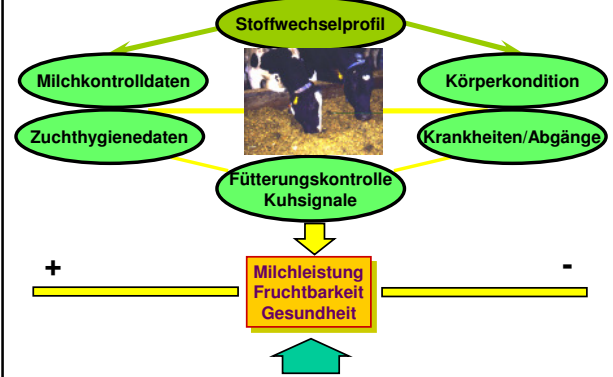 Stoffwechselprofil
Milchkontrolldaten
Körperkondition
Zuchthygienedaten
Krankheiten/Abgänge
Fütterungskontrolle
Kuhsignale
+
-
Milchleistung
Fruchtbarkeit
Gesundheit